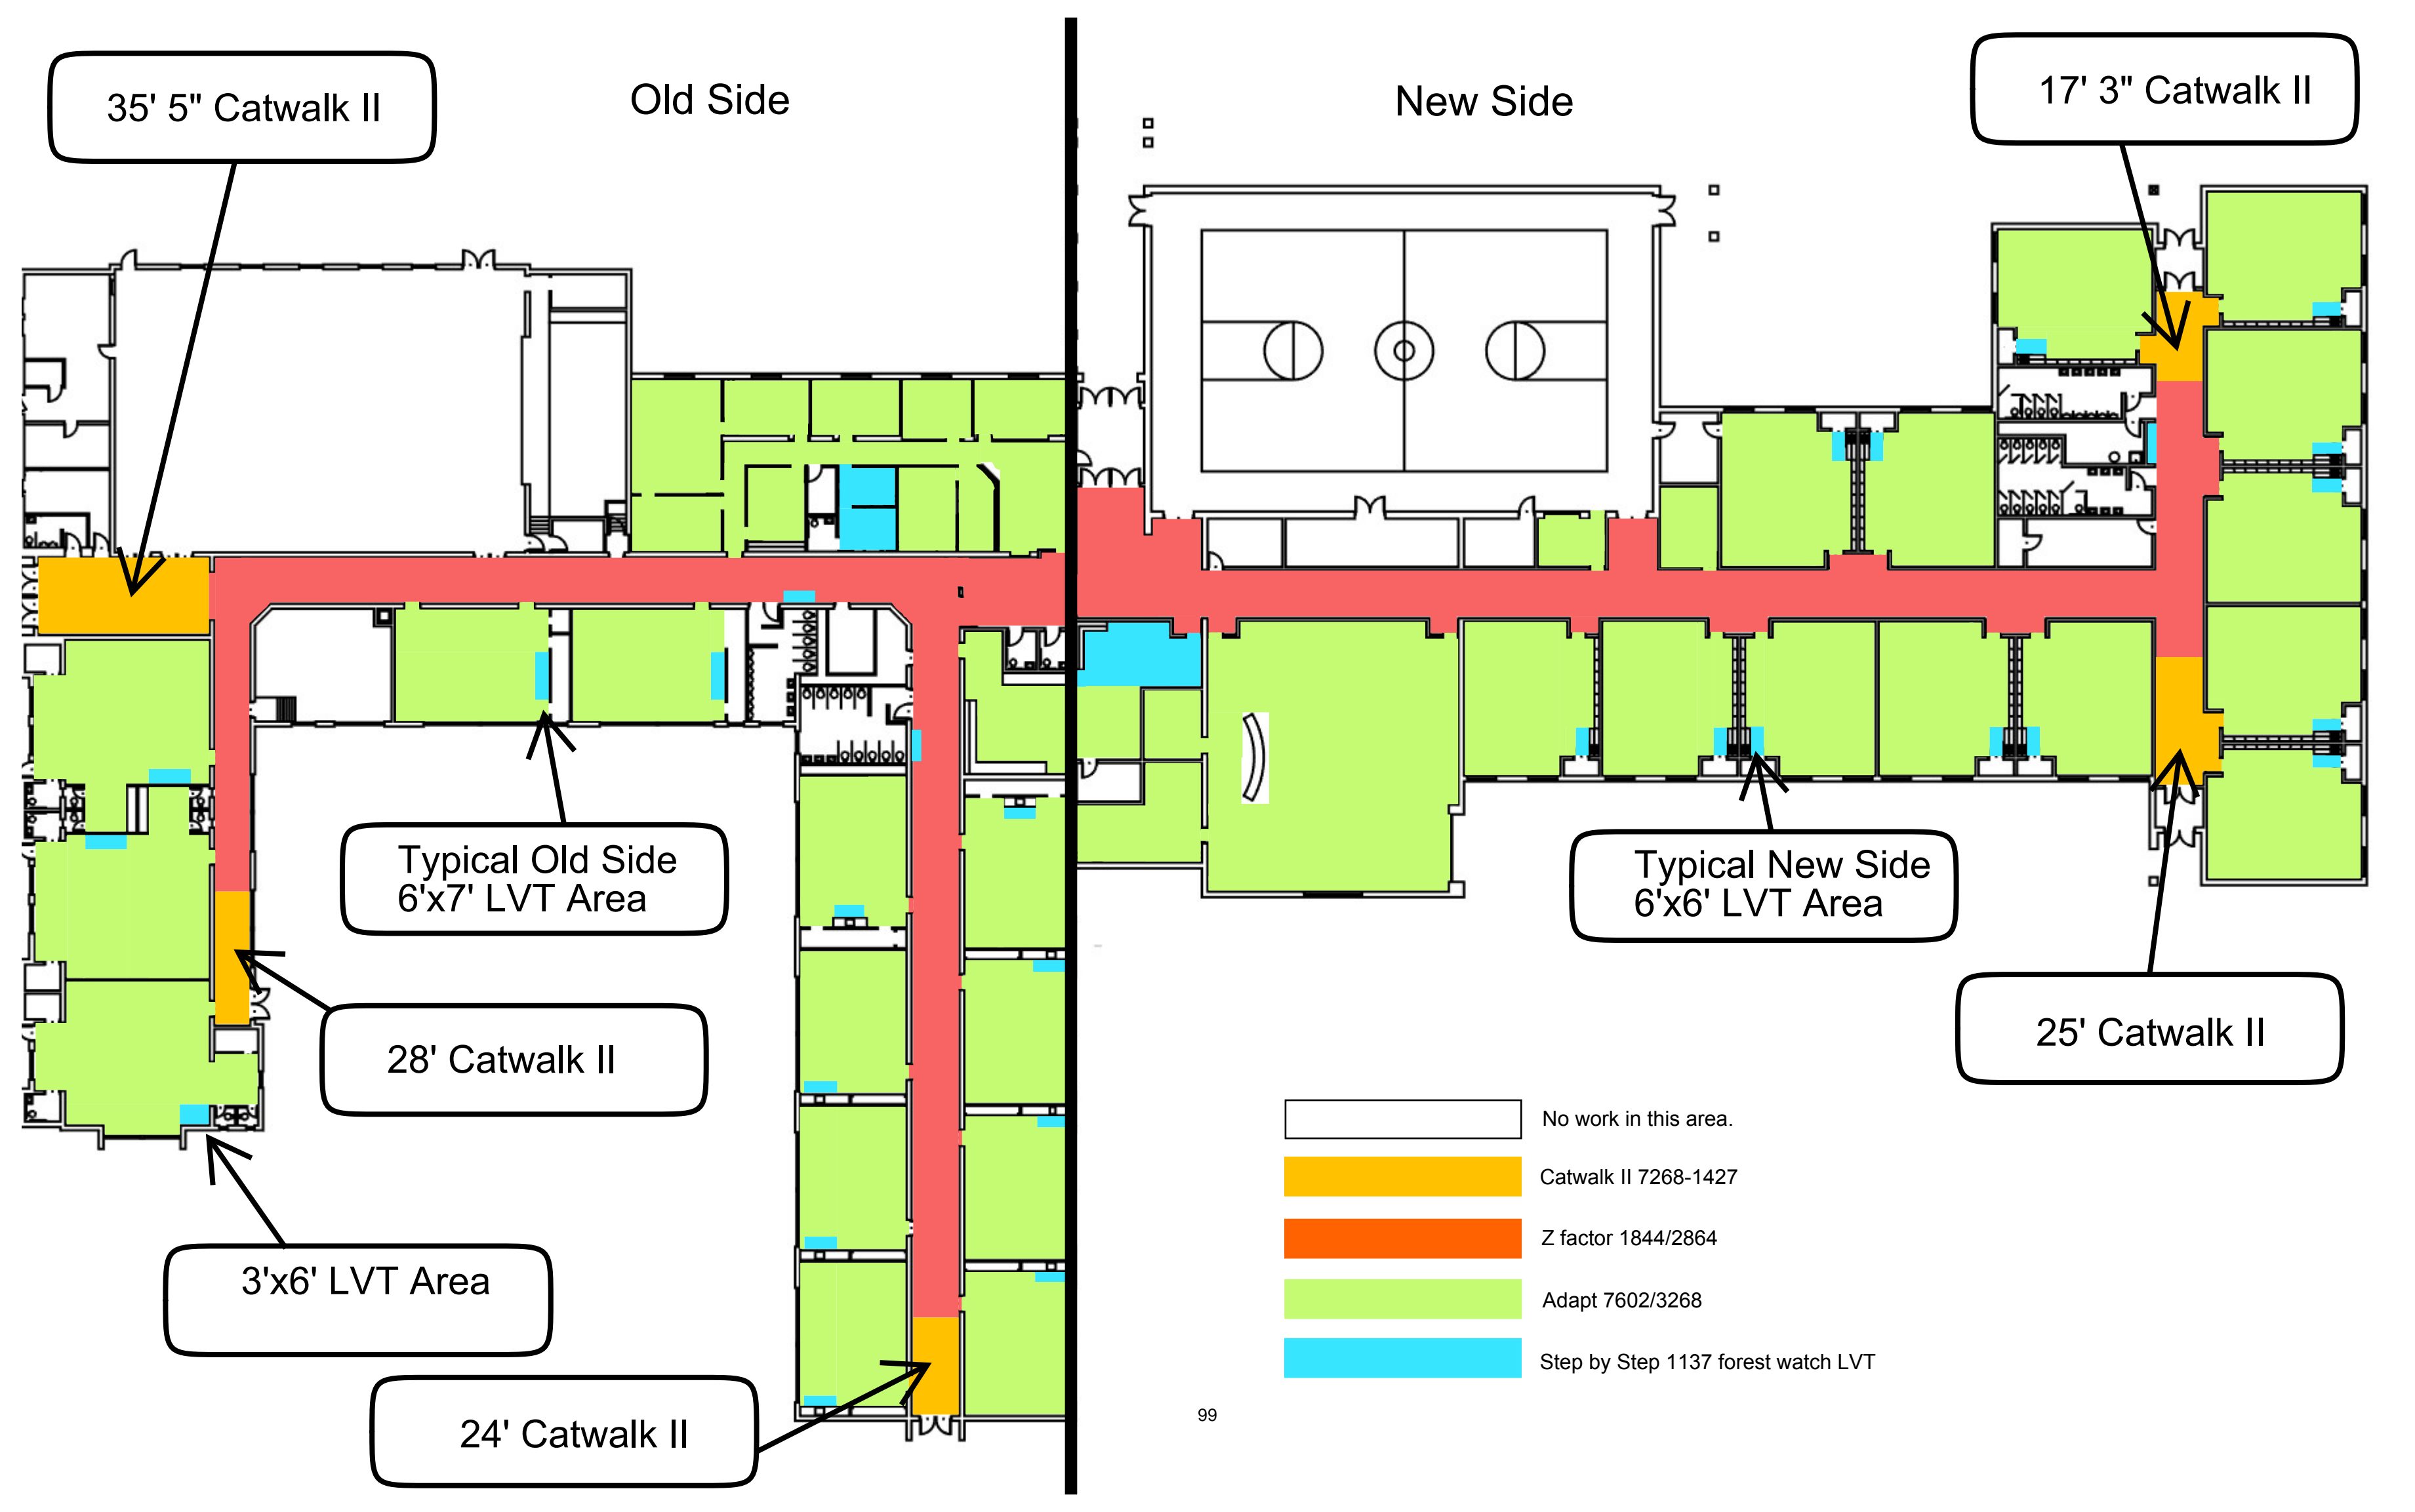 35' 5" Catwalk II
Old Side
New Side
17' 3" Catwalk II
Typical Old Side
6'x7' LVT Area
Typical New Side
6'x6' LVT Area
28' Catwalk II
25' Catwalk II
3'x6' LVT Area
24' Catwalk II
No work in this area.
Catwalk II 7268-1427
Z factor 1844/2864
Adapt 7602/3268
Step by Step 1137 forest watch LVT
99